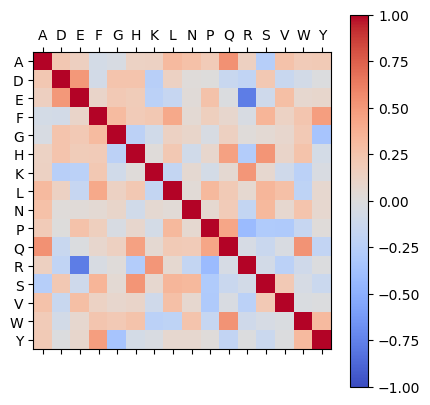 A D E F G H K L N P Q R S V W Y
A
D
E
F
G
H
K
L
N
P
Q
R
S
V
W
Y
1.00
0.75
0.50
0.25
0.00
−0.25
−0.50
−0.75
−1.00